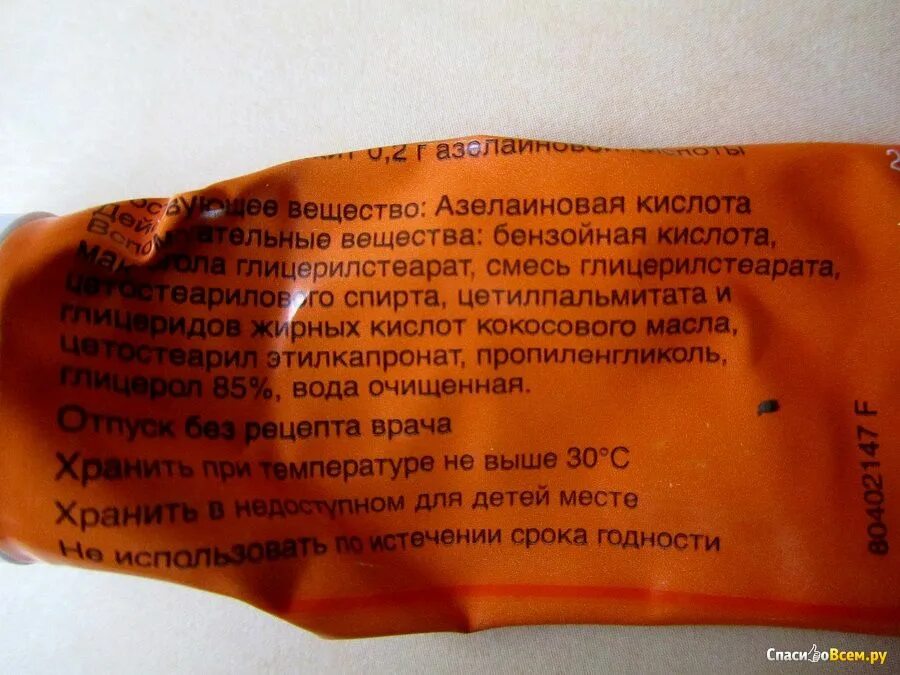 0,2 г азелаиновой кислоты
вещество: Азелаиновая кислота
вещества: бензойная кислота,
глицерилстеарат, смесь глицерилстеарата,
цетостеарилового спирта, цетилпальмитата и
глицеридов жирных кислот кокосового масла,
цетостеарил этилкапронат, пропиленгликоль,
глицерол 85%, вода очищенная.
Отпуск без рецепта врача
Хранить при температуре не выше 30°С
Хранить в недоступном для детей месте
Не использовать по истечении срока годности
80402147 F
СпасибоВсем.ру